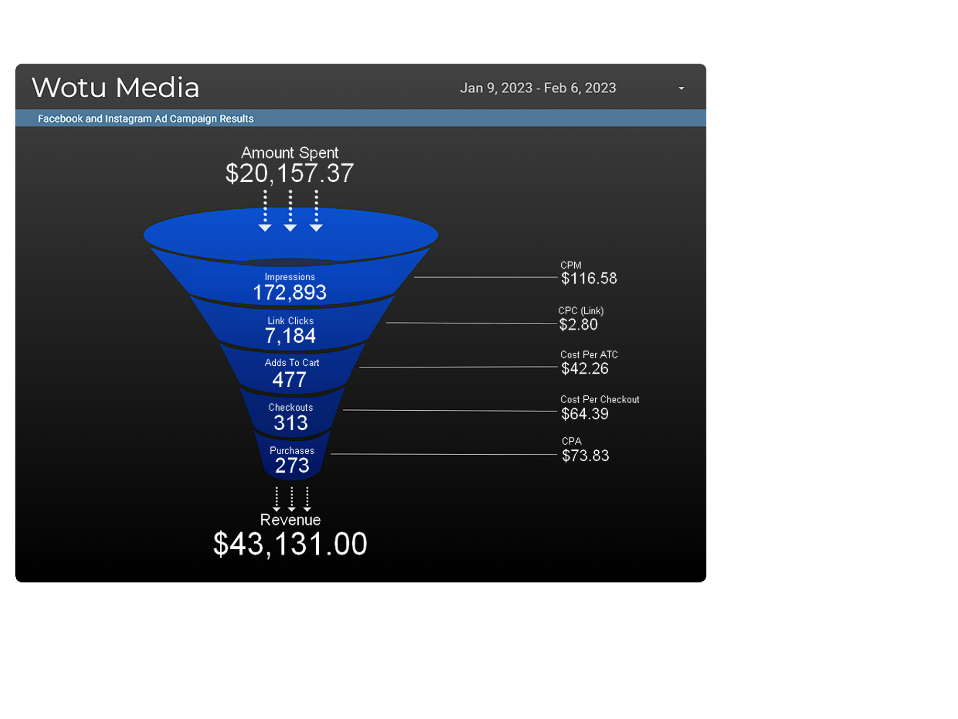 Wotu Media
Jan 9, 2023 - Feb 6, 2023
Facebook and Instagram Ad Campaign Results
Amount Spent
$20,157.37
Impressions
172,893
CPM
$116.58
Link Clicks
7,184
CPC (Link)
$2.80
Adds To Cart
477
Cost Per ATC
$42.26
Checkouts
313
Cost Per Checkout
$64.39
Purchases
273
CPA
$73.83
Revenue
$43,131.00